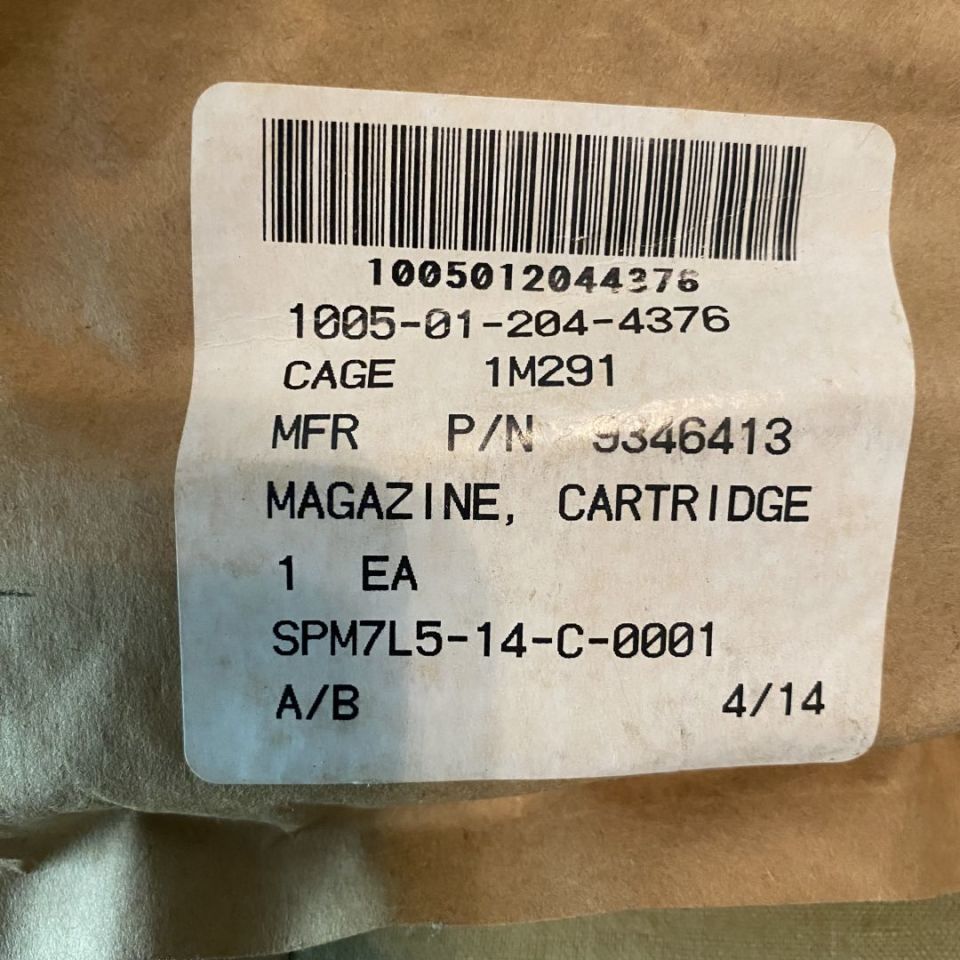 1005012044376
1005-01-204-4376
CAGE 1M291
MFR P/N 9346413
MAGAZINE, CARTRIDGE
1 EA
SPM7L5-14-C-0001
A/B 4/14